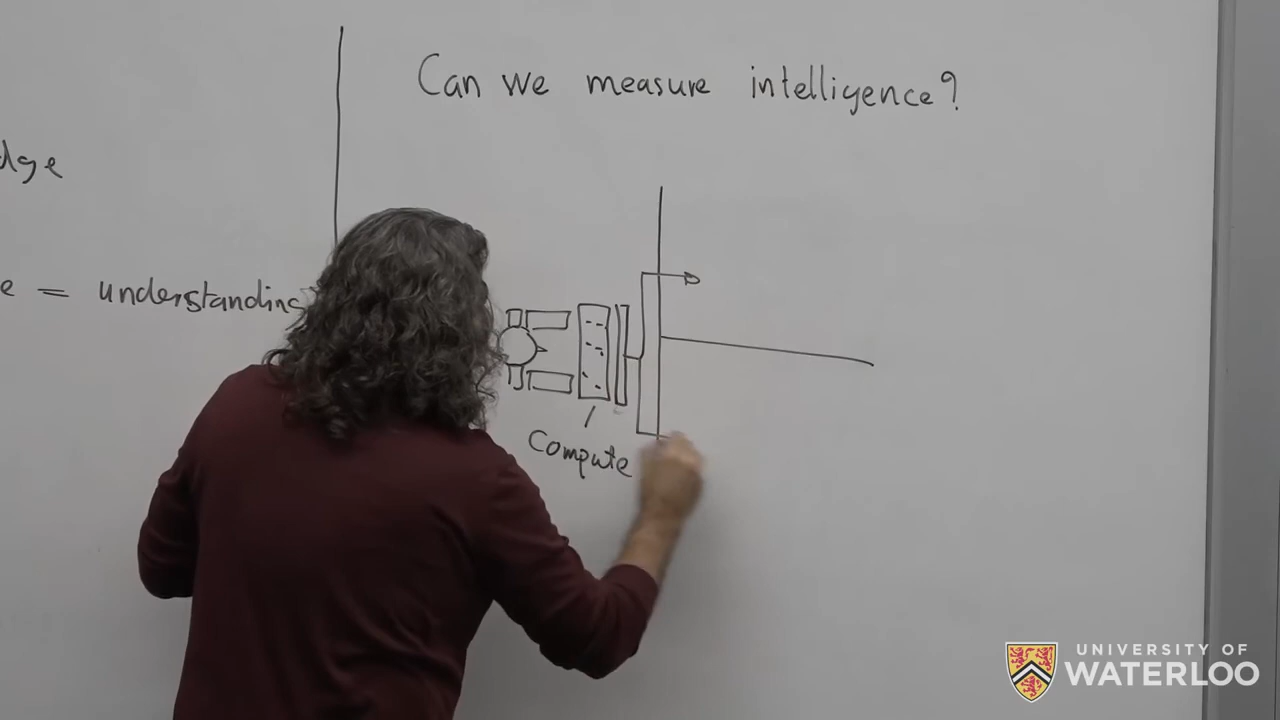 Can we measure intelligence?
dge
e = understanding
Compute
UNIVERSITY OF
WATERLOO